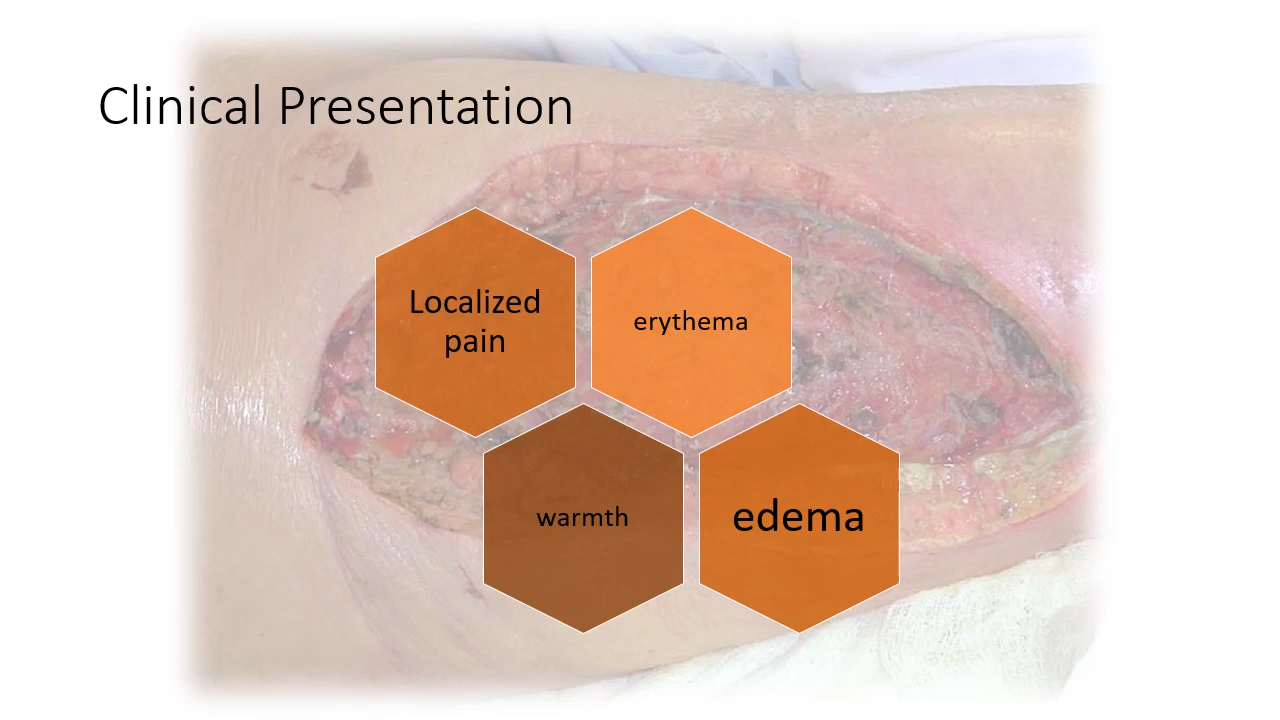 Clinical Presentation
Localized
pain
erythema
warmth
edema